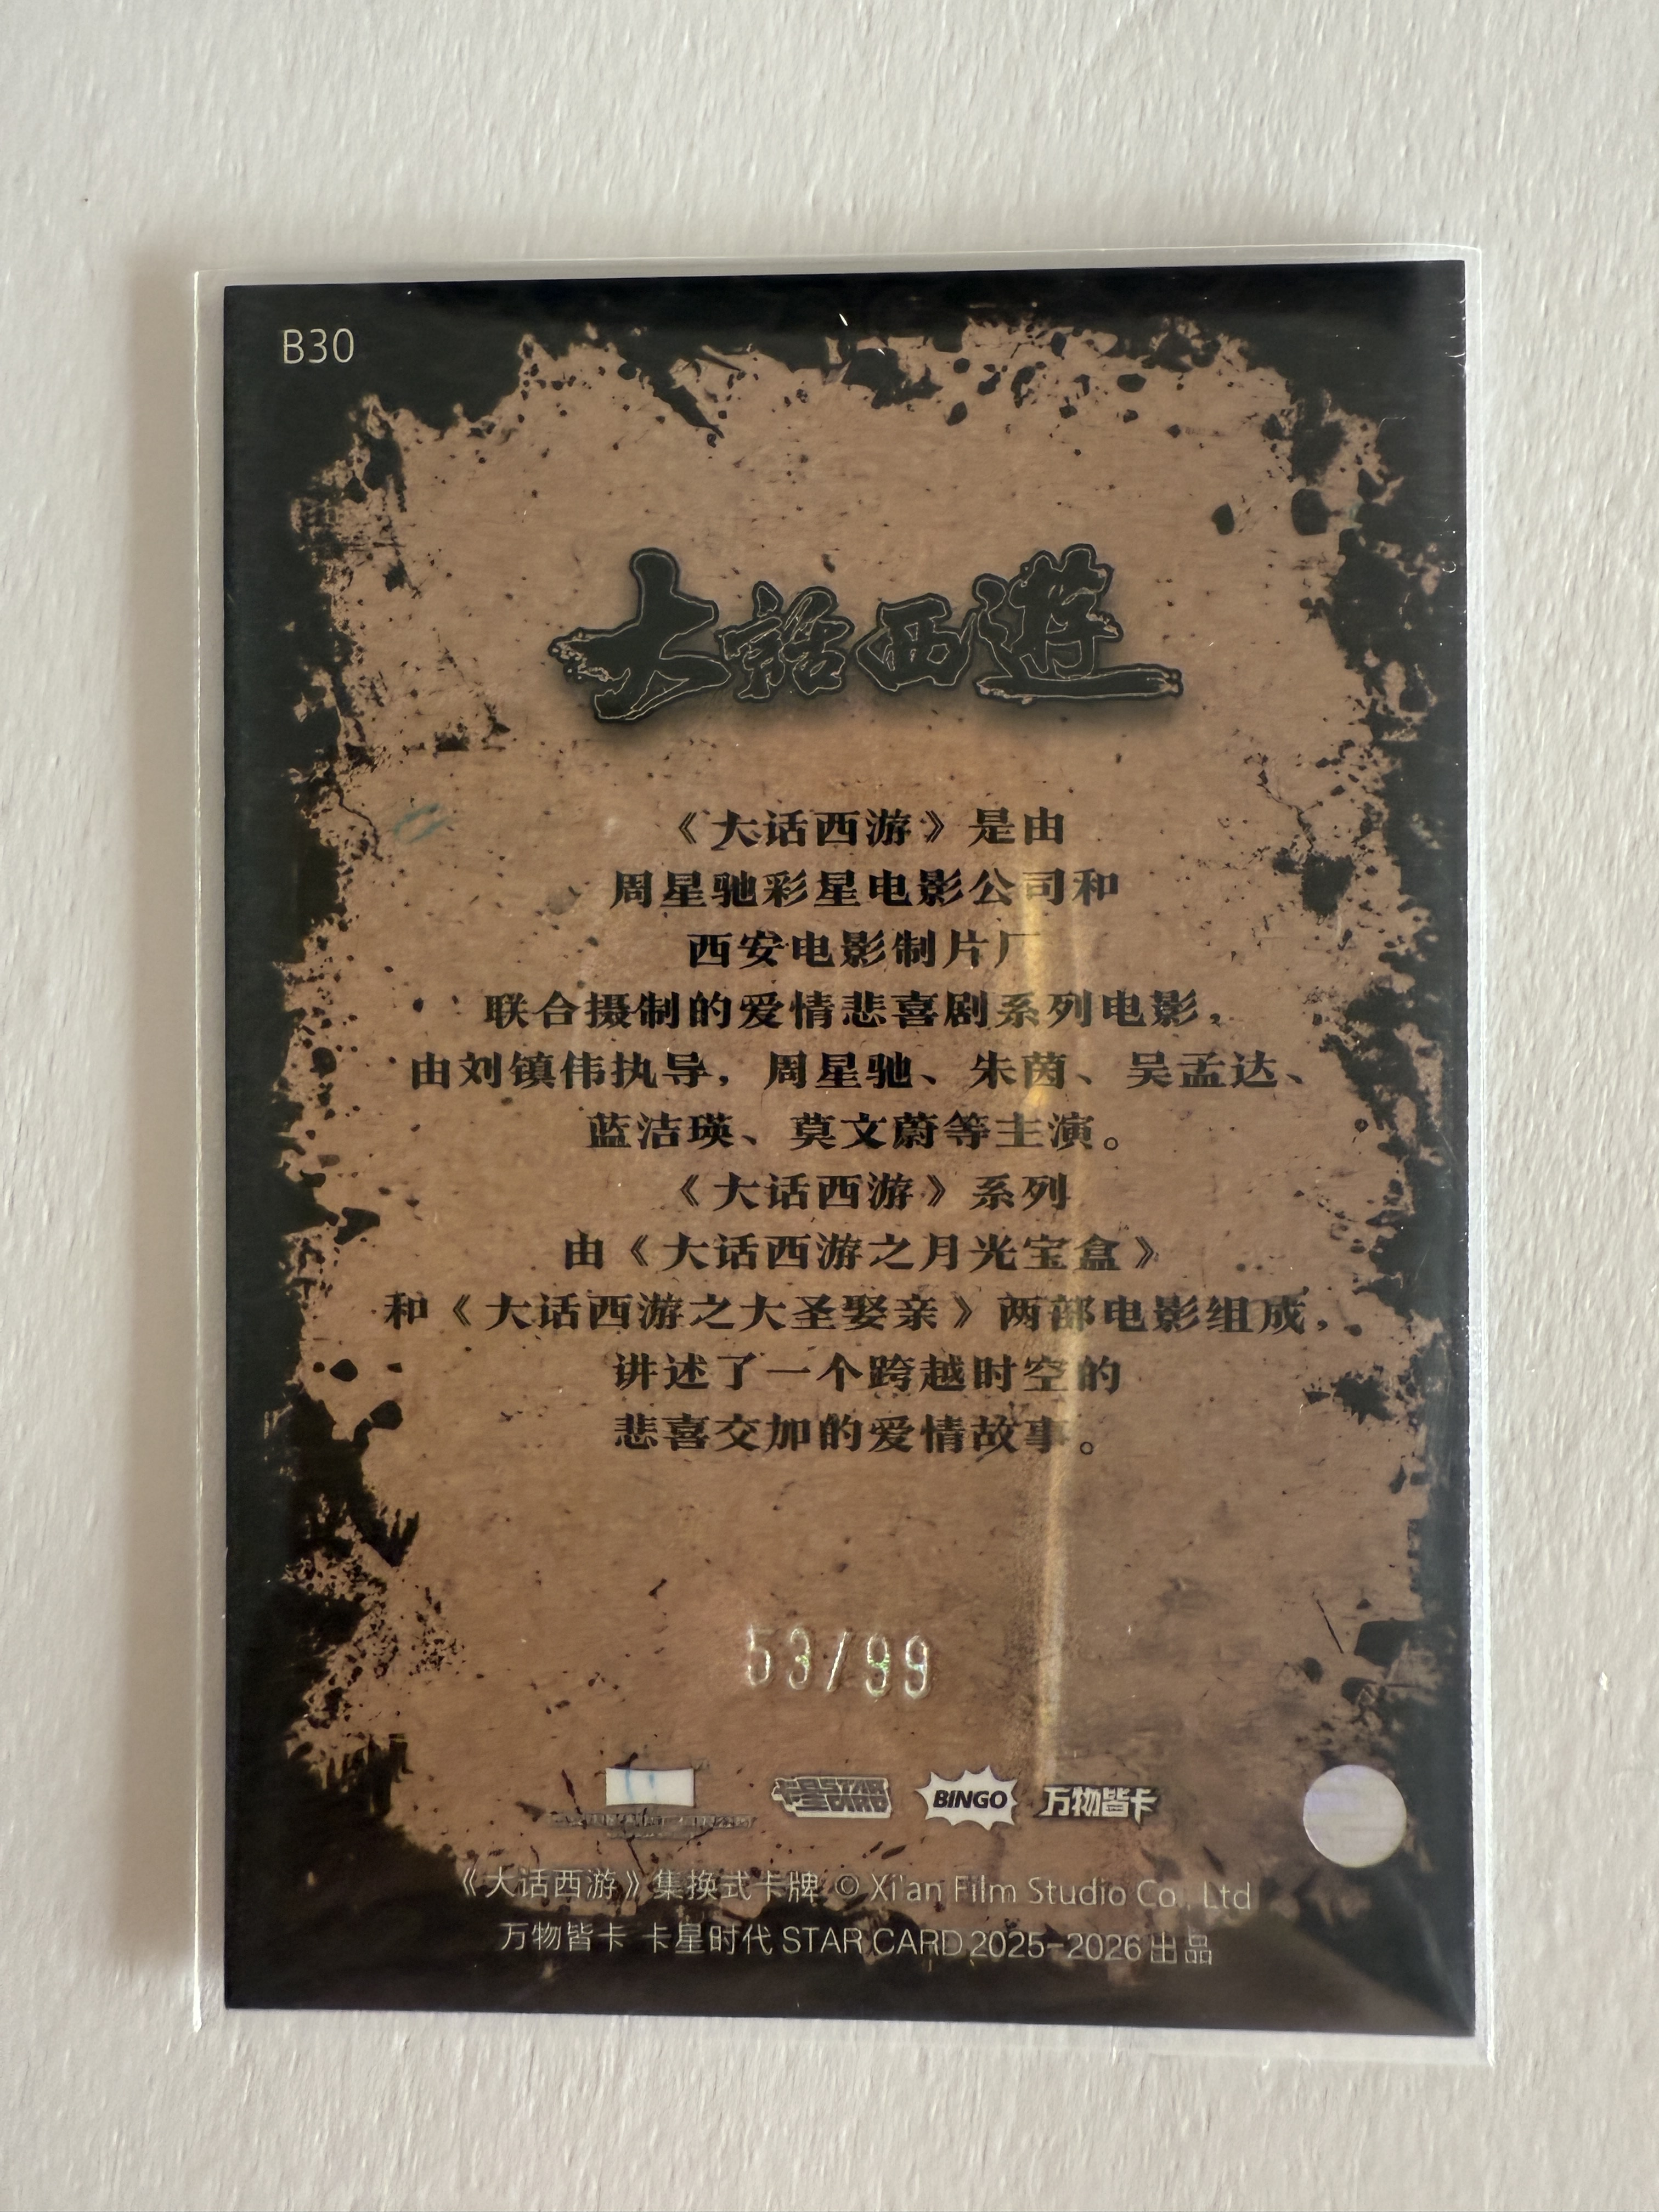 B30
大話西遊
《大话西游》是由
周星驰彩星电影公司和
西安电影制片厂
联合摄制的爱情悲喜剧系列电影，
由刘镇伟执导，周星驰、朱茵、吴孟达、
蓝洁瑛、莫文蔚等主演。
《大话西游》系列
由《大话西游之月光宝盒》
和《大话西游之大圣娶亲》两部电影组成，
讲述了一个跨越时空的
悲喜交加的爱情故事。
53/99
卡星 STAR CARD BINGO 万物皆卡
《大话西游》集换式卡牌 © Xi'an Film Studio Co., Ltd
万物皆卡 卡星时代 STAR CARD 2025-2026 出品